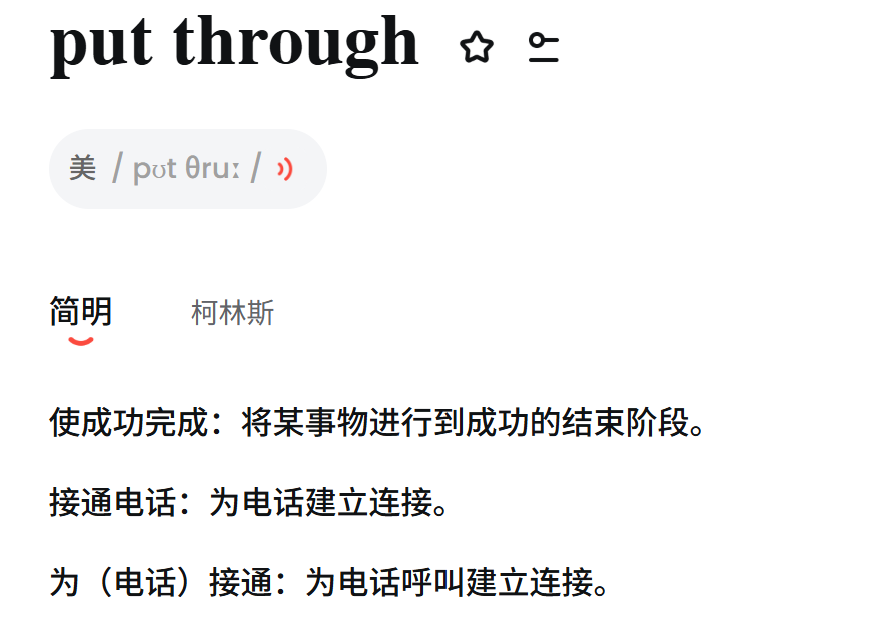 put through
美 / pʊt θruː /
简明 柯林斯
使成功完成：将某事物进行到成功的结束阶段。
接通电话：为电话建立连接。
为（电话）接通：为电话呼叫建立连接。